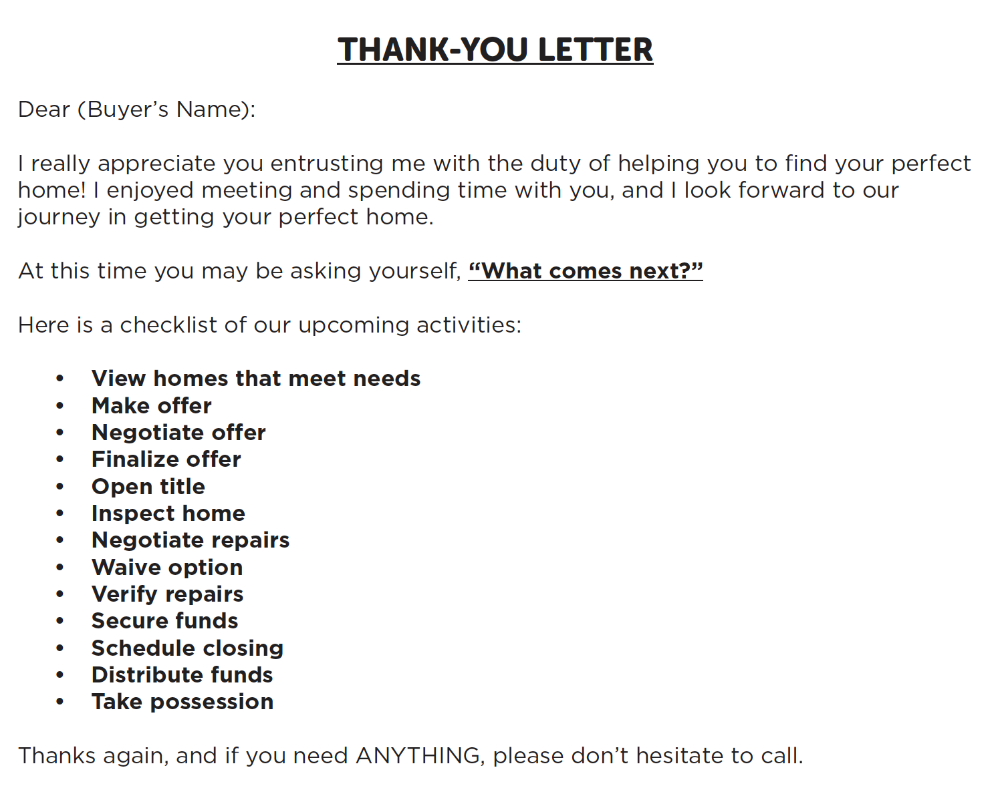 THANK-YOU LETTER
Dear (Buyer’s Name):
I really appreciate you entrusting me with the duty of helping you to find your perfect
home! I enjoyed meeting and spending time with you, and I look forward to our
journey in getting your perfect home.
At this time you may be asking yourself, “What comes next?”
Here is a checklist of our upcoming activities:
• View homes that meet needs
• Make offer
• Negotiate offer
• Finalize offer
• Open title
• Inspect home
• Negotiate repairs
• Waive option
• Verify repairs
• Secure funds
• Schedule closing
• Distribute funds
• Take possession
Thanks again, and if you need ANYTHING, please don’t hesitate to call.